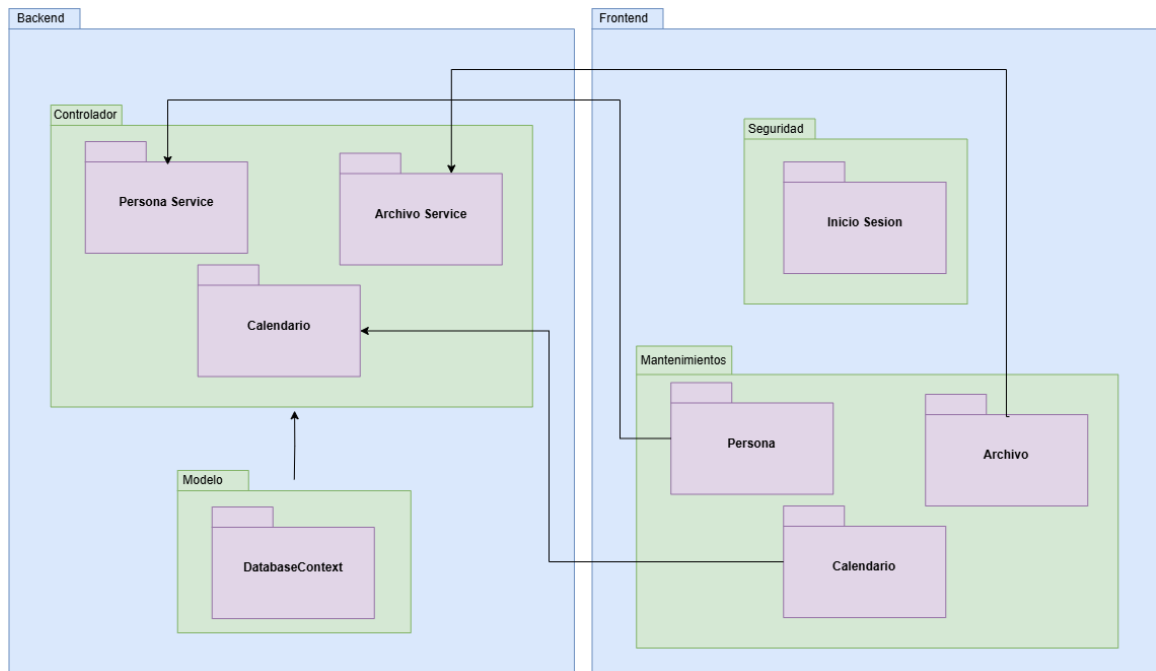 Backend
Controlador
Persona Service
Archivo Service
Calendario
Modelo
DatabaseContext
Frontend
Seguridad
Inicio Sesion
Mantenimientos
Persona
Archivo
Calendario